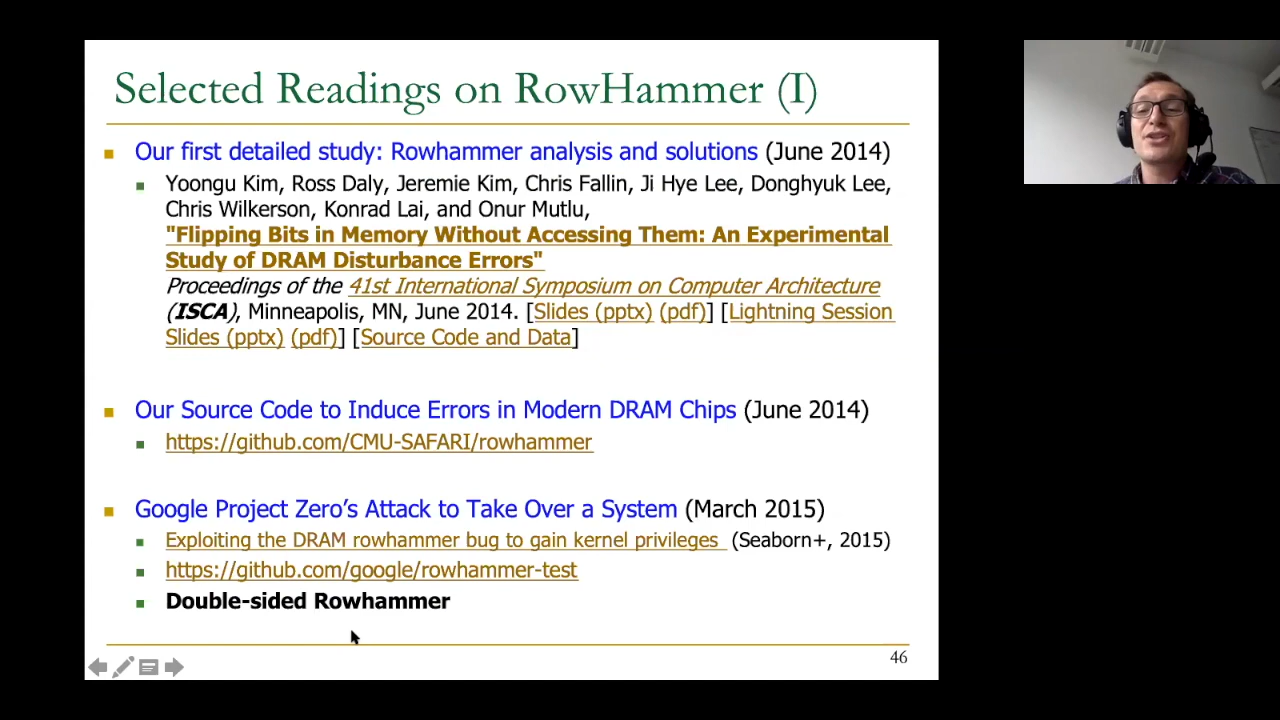 Selected Readings on RowHammer (I)
Our first detailed study: Rowhammer analysis and solutions (June 2014)
Yoongu Kim, Ross Daly, Jeremie Kim, Chris Fallin, Ji Hye Lee, Donghyuk Lee,
Chris Wilkerson, Konrad Lai, and Onur Mutlu,
"Flipping Bits in Memory Without Accessing Them: An Experimental
Study of DRAM Disturbance Errors"
Proceedings of the 41st International Symposium on Computer Architecture
(ISCA), Minneapolis, MN, June 2014. [Slides (pptx) (pdf)] [Lightning Session
Slides (pptx) (pdf)] [Source Code and Data]
Our Source Code to Induce Errors in Modern DRAM Chips (June 2014)
https://github.com/CMU-SAFARI/rowhammer
Google Project Zero's Attack to Take Over a System (March 2015)
Exploiting the DRAM rowhammer bug to gain kernel privileges (Seaborn+, 2015)
https://github.com/google/rowhammer-test
Double-sided Rowhammer
46